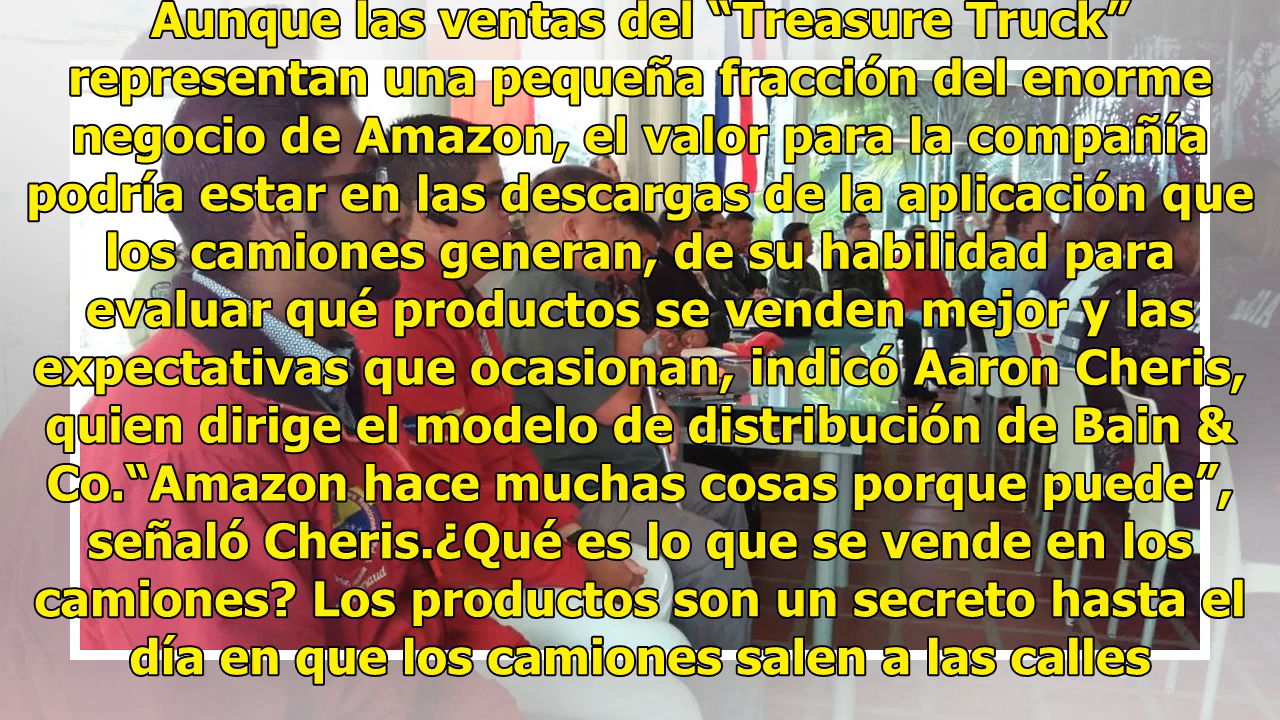 Aunque las ventas del “Treasure Truck”
representan una pequeña fracción del enorme
negocio de Amazon, el valor para la compañía
podría estar en las descargas de la aplicación que
los camiones generan, de su habilidad para
evaluar qué productos se venden mejor y las
expectativas que ocasionan, indicó Aaron Cheris,
quien dirige el modelo de distribución de Bain &
Co.“Amazon hace muchas cosas porque puede”,
señaló Cheris.¿Qué es lo que se vende en los
camiones? Los productos son un secreto hasta el
día en que los camiones salen a las calles